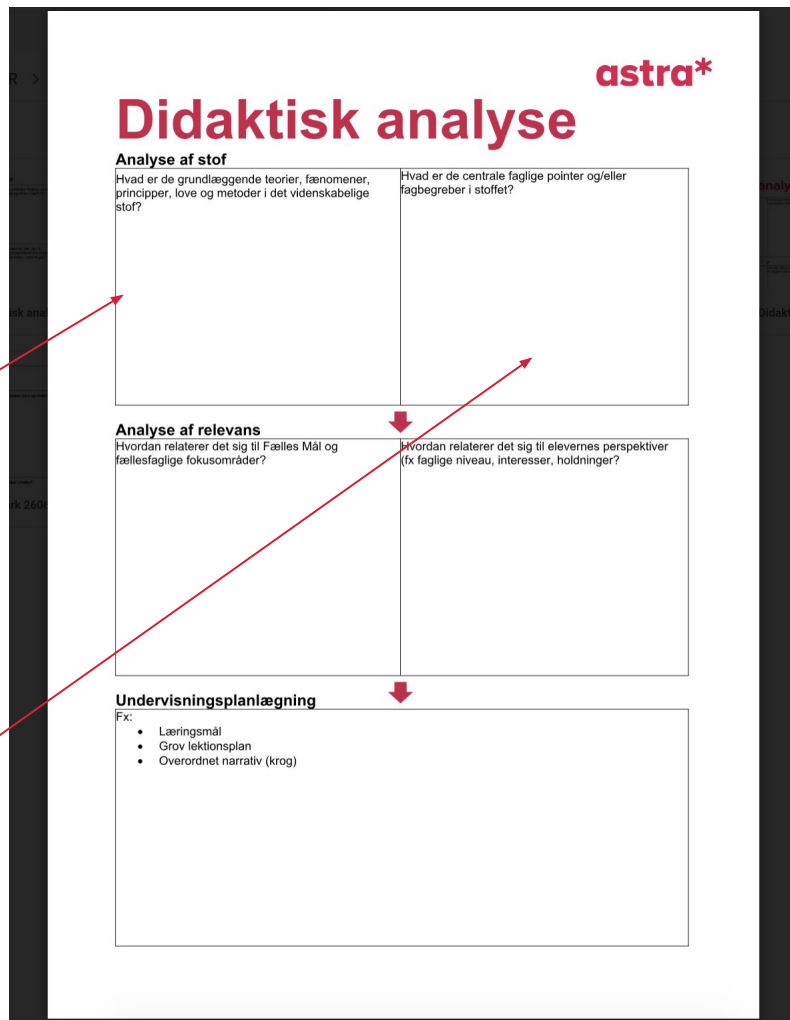 astra*
Didaktisk analyse
Analyse af stof
Hvad er de grundlæggende teorier, fænomener,
principper, love og metoder i det videnskabelige
stof?
Hvad er de centrale faglige pointer og/eller
fagbegreber i stoffet?
Analyse af relevans
Hvordan relaterer det sig til Fælles Mål og
fællesfaglige fokusområder?
Hvordan relaterer det sig til elevernes perspektiver
(fx faglige niveau, interesser, holdninger?
Undervisningsplanlægning
Fx:
• Læringsmål
• Grov lektionsplan
• Overordnet narrativ (krog)